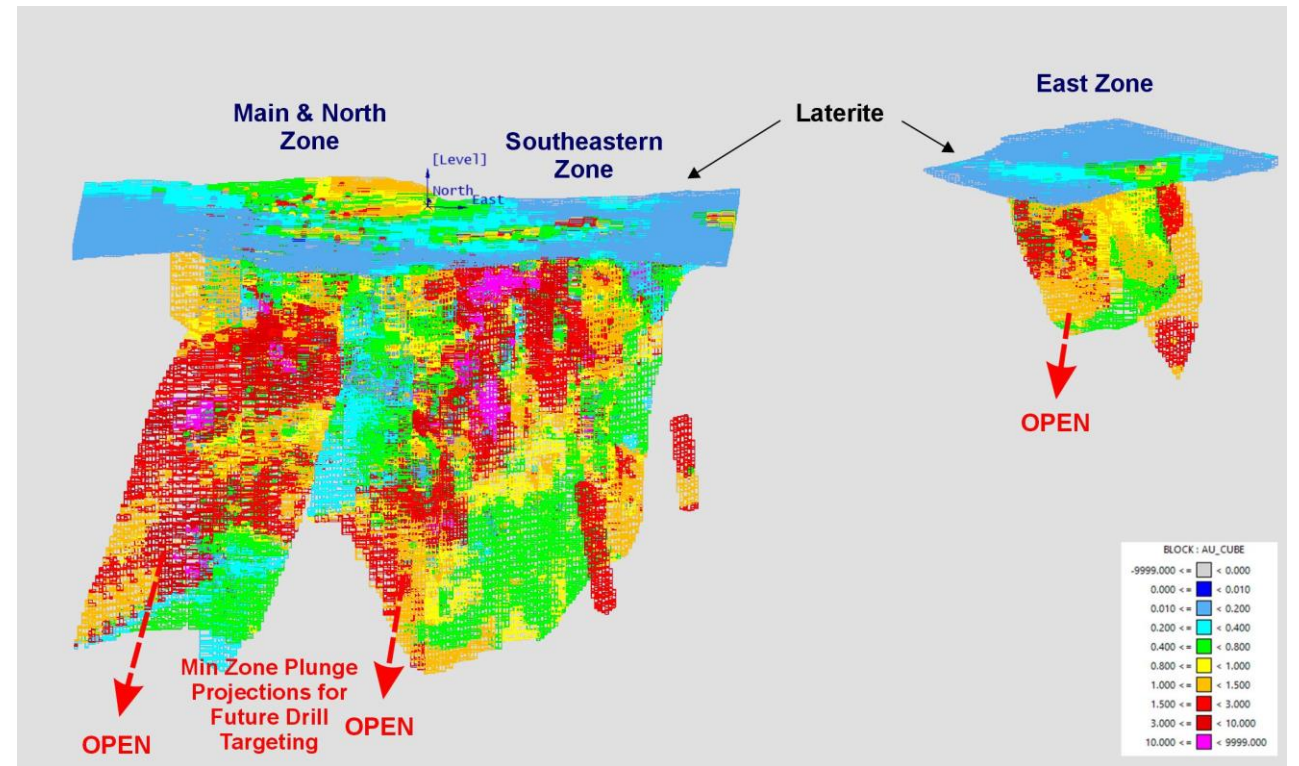 Main & North
Zone
Southeastern
Zone
Laterite
East Zone
[Level]
North
East
OPEN
Min Zone Plunge
Projections for
Future Drill
Targeting
OPEN
OPEN
BLOCK : AU_CUBE
-9999.000 <= < 0.000
0.000 <= < 0.010
0.010 <= < 0.200
0.200 <= < 0.400
0.400 <= < 0.800
0.800 <= < 1.000
1.000 <= < 1.500
1.500 <= < 3.000
3.000 <= < 10.000
10.000 <= < 9999.000